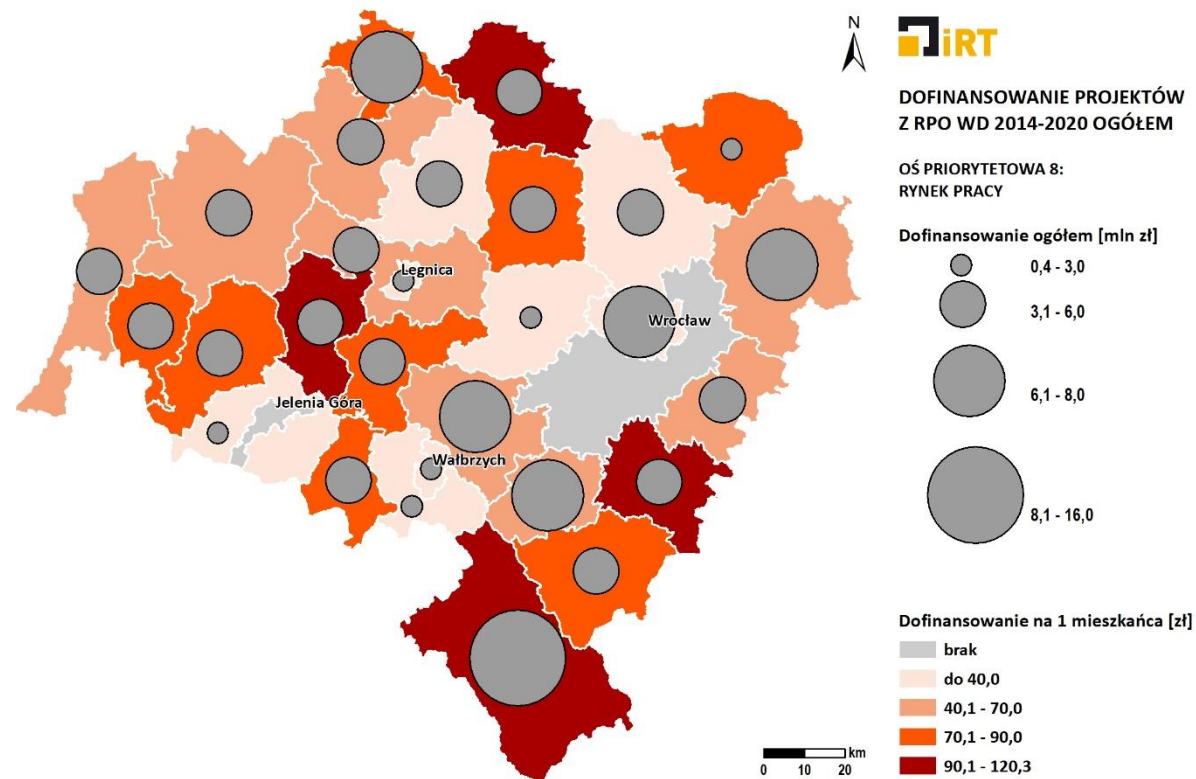 N
iRT
DOFINANSOWANIE PROJEKTÓW
Z RPO WD 2014-2020 OGÓŁEM
OŚ PRIORYTETOWA 8:
RYNEK PRACY
Dofinansowanie ogółem [mln zł]
0,4 - 3,0
3,1 - 6,0
6,1 - 8,0
8,1 - 16,0
Dofinansowanie na 1 mieszkańca [zł]
brak
do 40,0
40,1 - 70,0
70,1 - 90,0
90,1 - 120,3
Legnica
Wrocław
Jelenia Góra
Wałbrzych
km
0 10 20